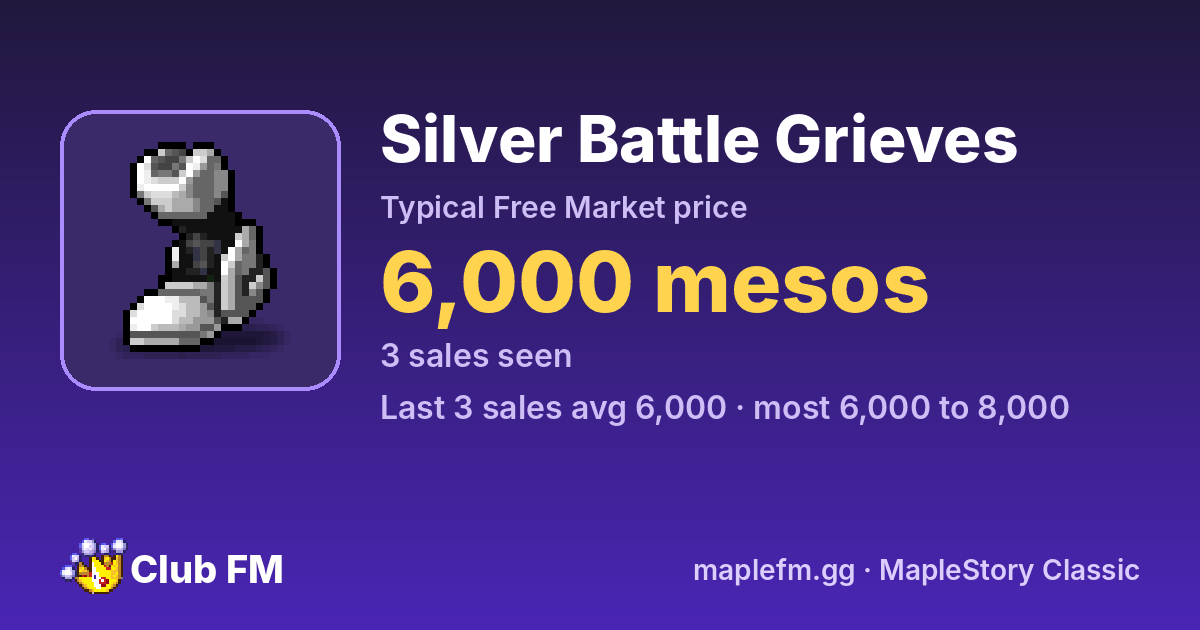 Silver Battle Grieves
Typical Free Market price
6,000 mesos
3 sales seen
Last 3 sales avg 6,000 · most 6,000 to 8,000
Club FM
maplefm.gg · MapleStory Classic